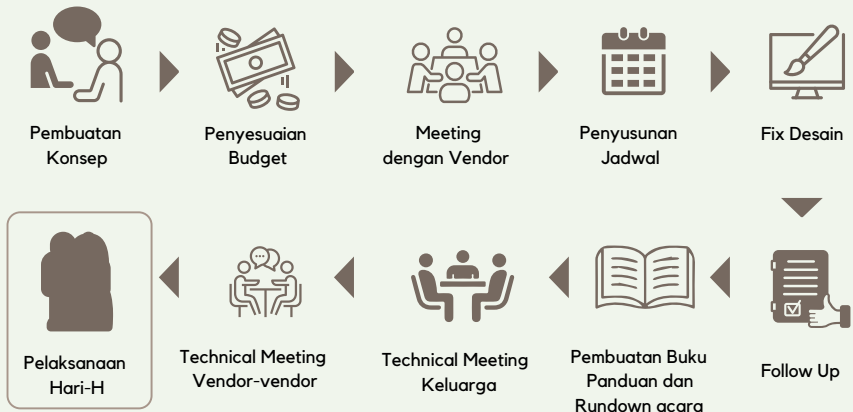 Pembuatan
Konsep
Penyesuaian
Budget
Meeting
dengan Vendor
Penyusunan
Jadwal
Fix Desain
Follow Up
Pembuatan Buku
Panduan dan
Rundown acara
Technical Meeting
Keluarga
Technical Meeting
Vendor-vendor
Pelaksanaan
Hari-H